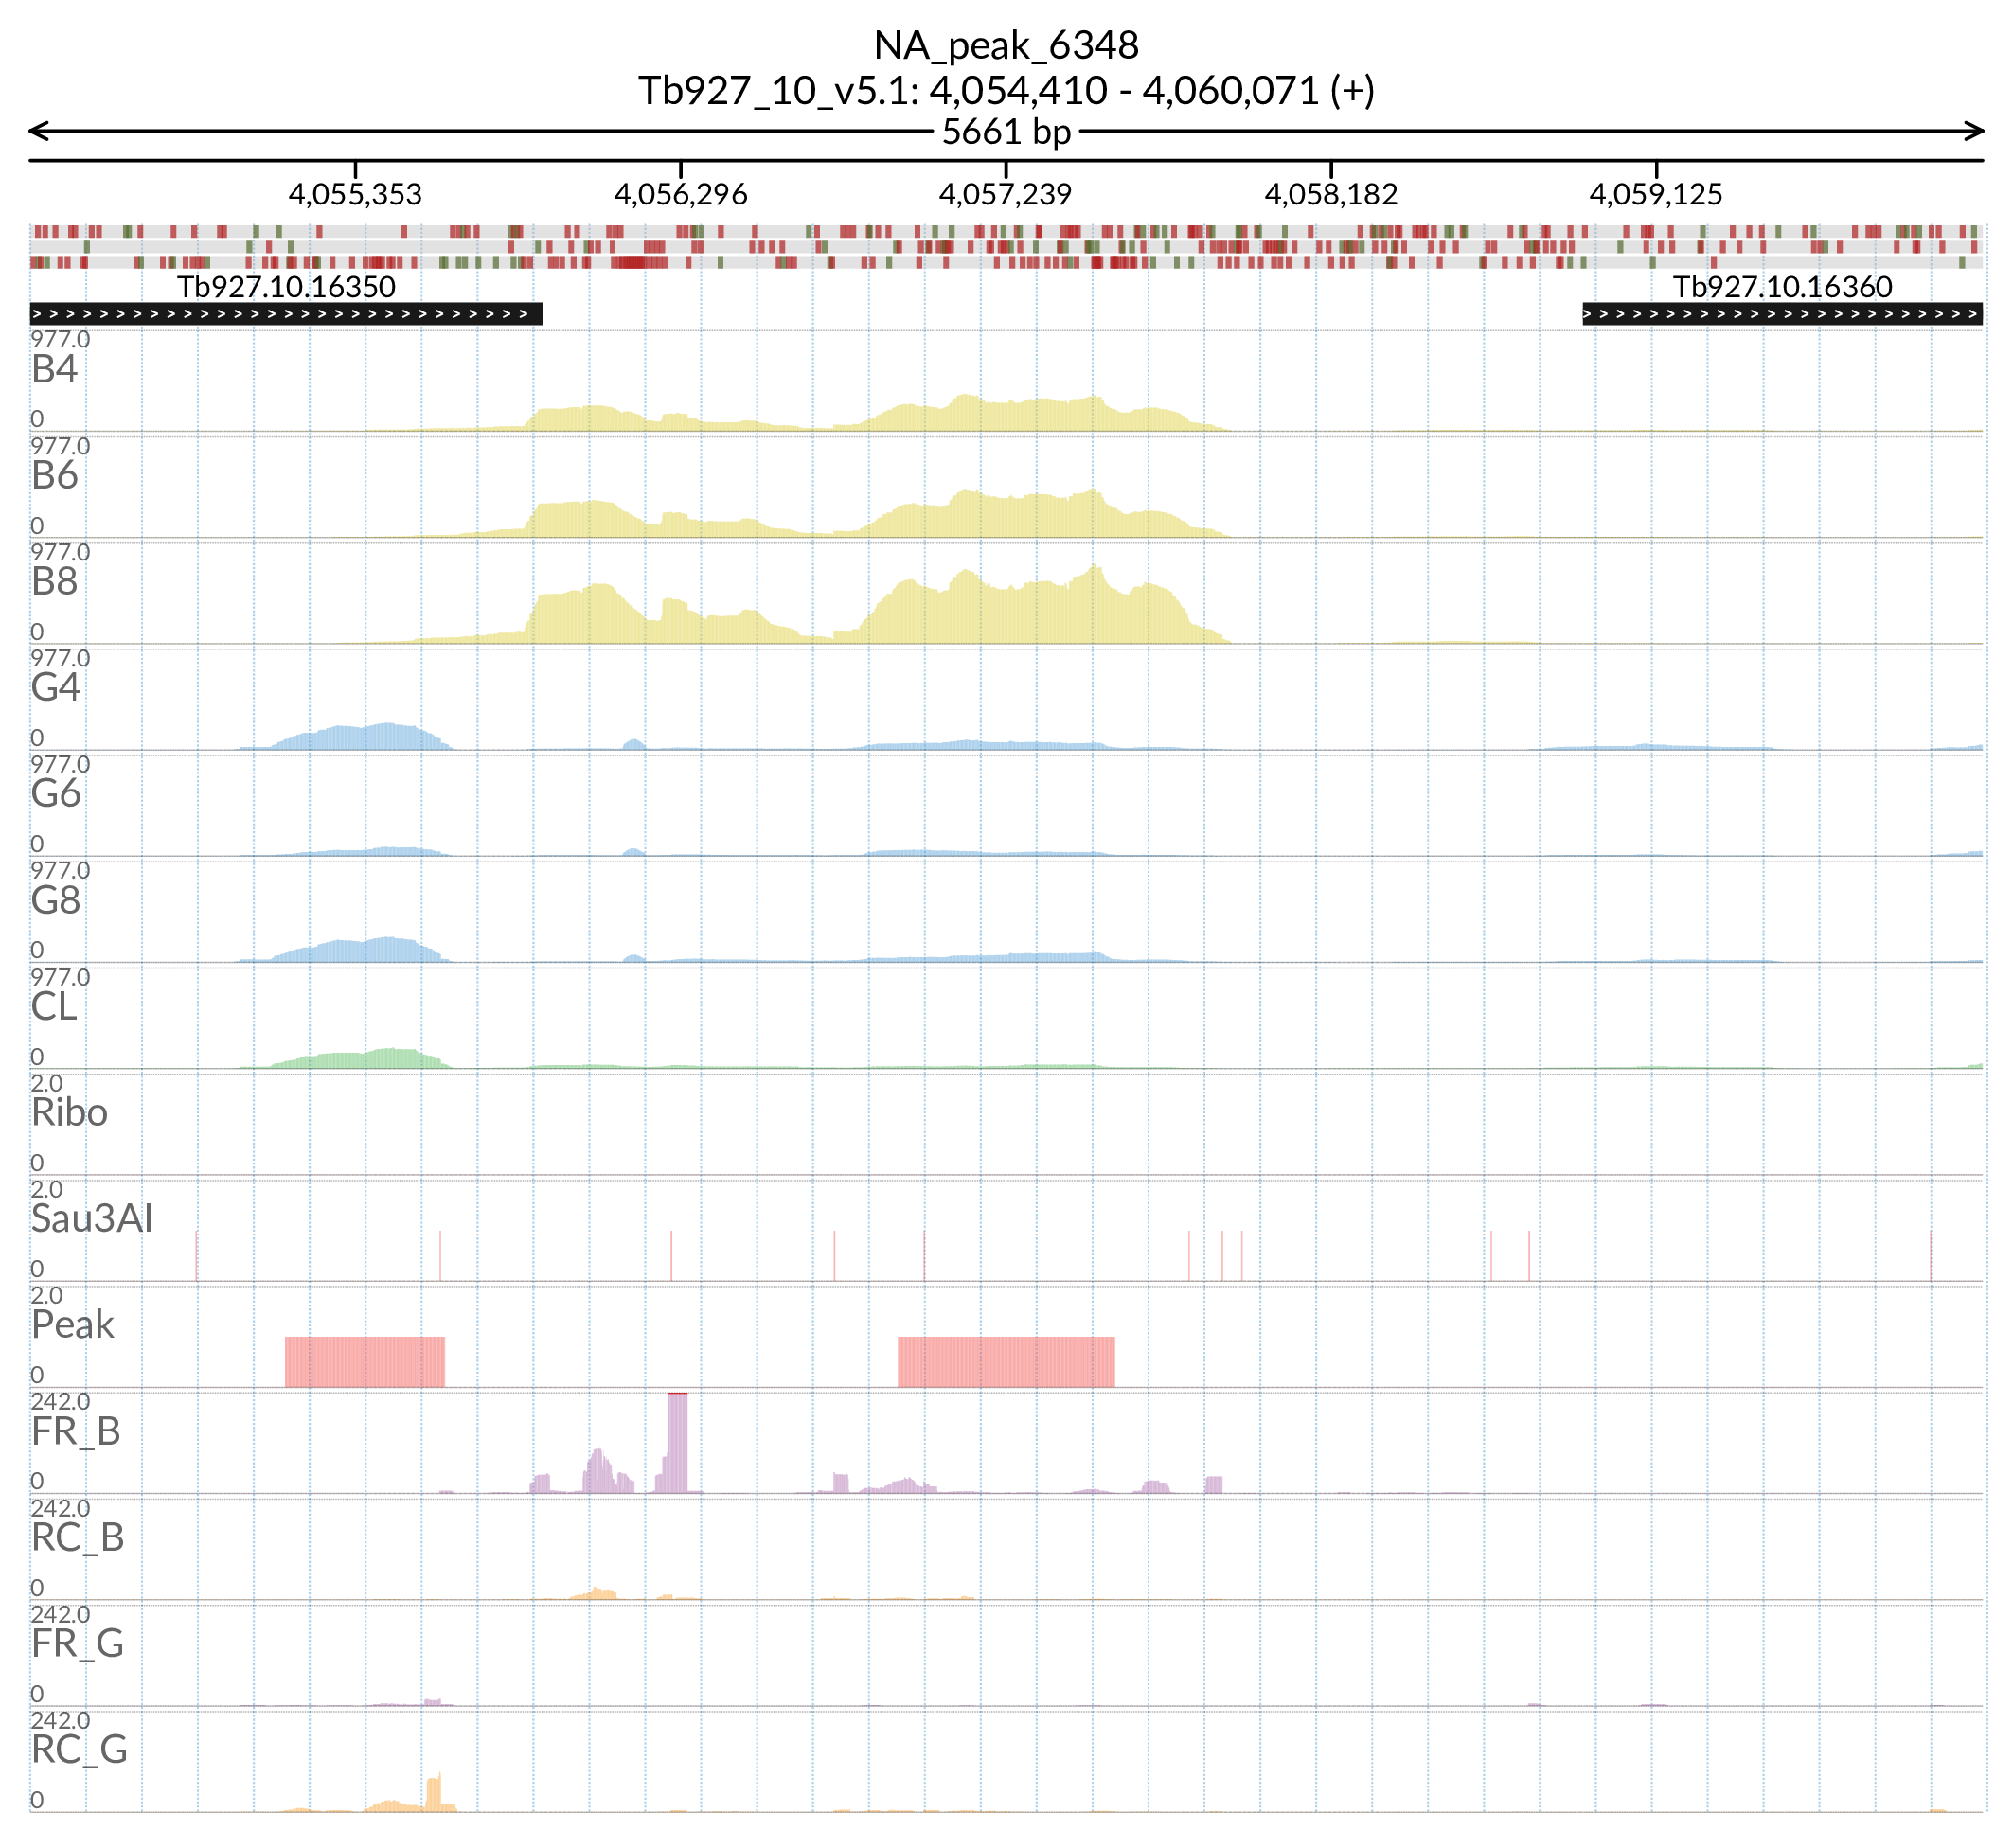 NA_peak_6348
Tb927_10_v5.1: 4,054,410 - 4,060,071 (+)
5661 bp
4,055,353 4,056,296 4,057,239 4,058,182 4,059,125
Tb927.10.16350 Tb927.10.16360
977.0
B4
0
977.0
B6
0
977.0
B8
0
977.0
G4
0
977.0
G6
0
977.0
G8
0
977.0
CL
0
2.0
Ribo
0
2.0
Sau3AI
0
2.0
Peak
0
242.0
FR_B
0
242.0
RC_B
0
242.0
FR_G
0
242.0
RC_G
0